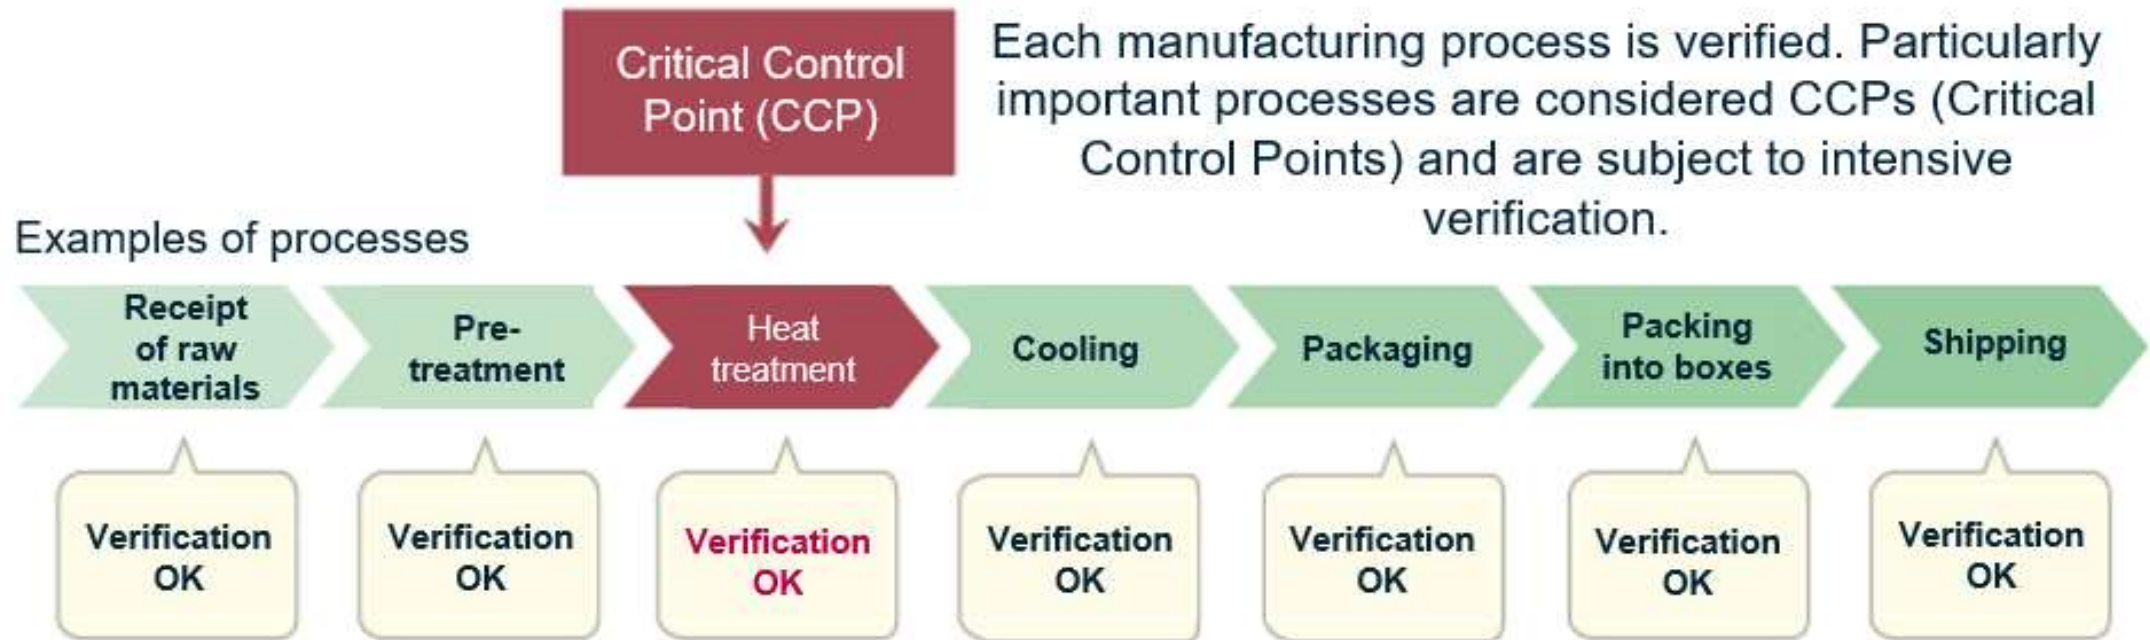 Critical Control
Point (CCP)
Each manufacturing process is verified. Particularly
important processes are considered CCPs (Critical
Control Points) and are subject to intensive
verification.
Examples of processes
Receipt
of raw
materials
Pre-
treatment
Heat
treatment
Cooling
Packaging
Packing
into boxes
Shipping
Verification
OK
Verification
OK
Verification
OK
Verification
OK
Verification
OK
Verification
OK
Verification
OK